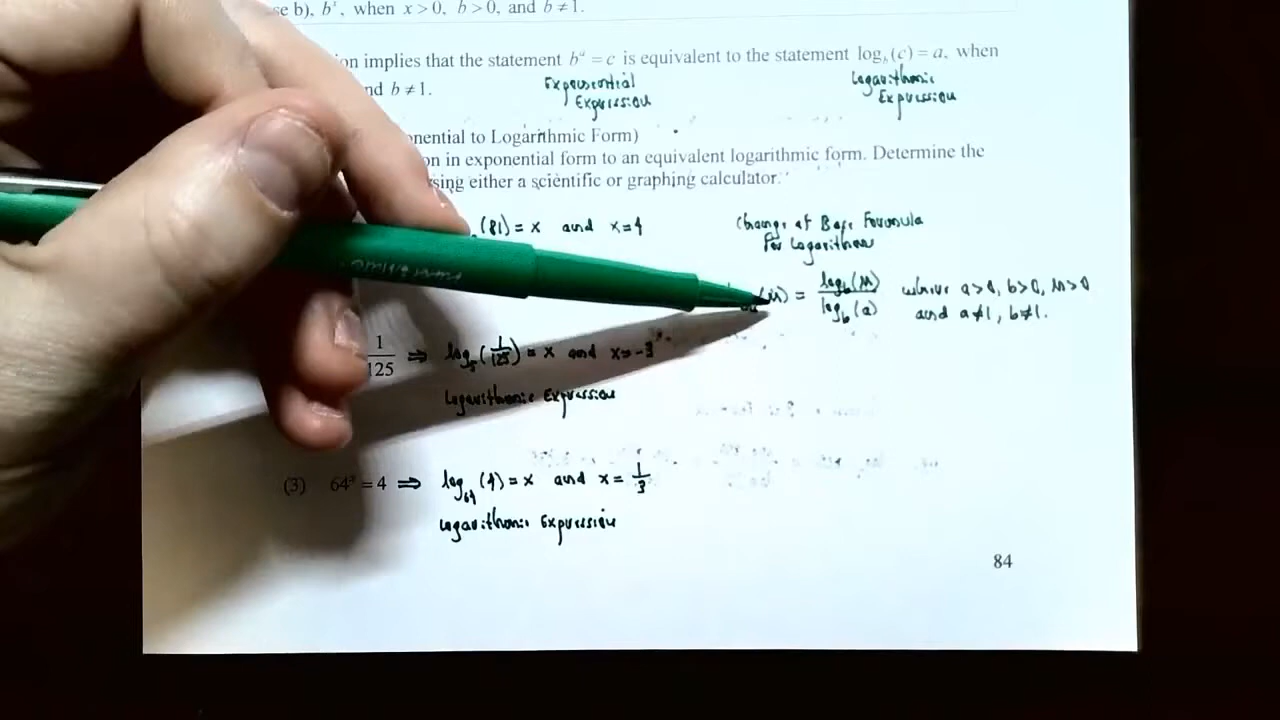 se b), bˣ, when x > 0, b > 0, and b ≠ 1.
ion implies that the statement bᵃ = c is equivalent to the statement log_b(c) = a, when
nd b ≠ 1.
Exponential Expression
Logarithmic Expression
onential to Logarithmic Form)
on in exponential form to an equivalent logarithmic form. Determine the
sing either a scientific or graphing calculator.
(81) = x and x = 4
Change of Base Formula
For Logarithms
(M) = log_b(M) / log_b(a) where a > 0, b > 0, M > 0
and a ≠ 1, b ≠ 1.
1/125 ⇒ log_5(1/125) = x and x = -3
Logarithmic Expression
(3) 64ˣ = 4 ⇒ log_64(4) = x and x = 1/3
Logarithmic Expression
84